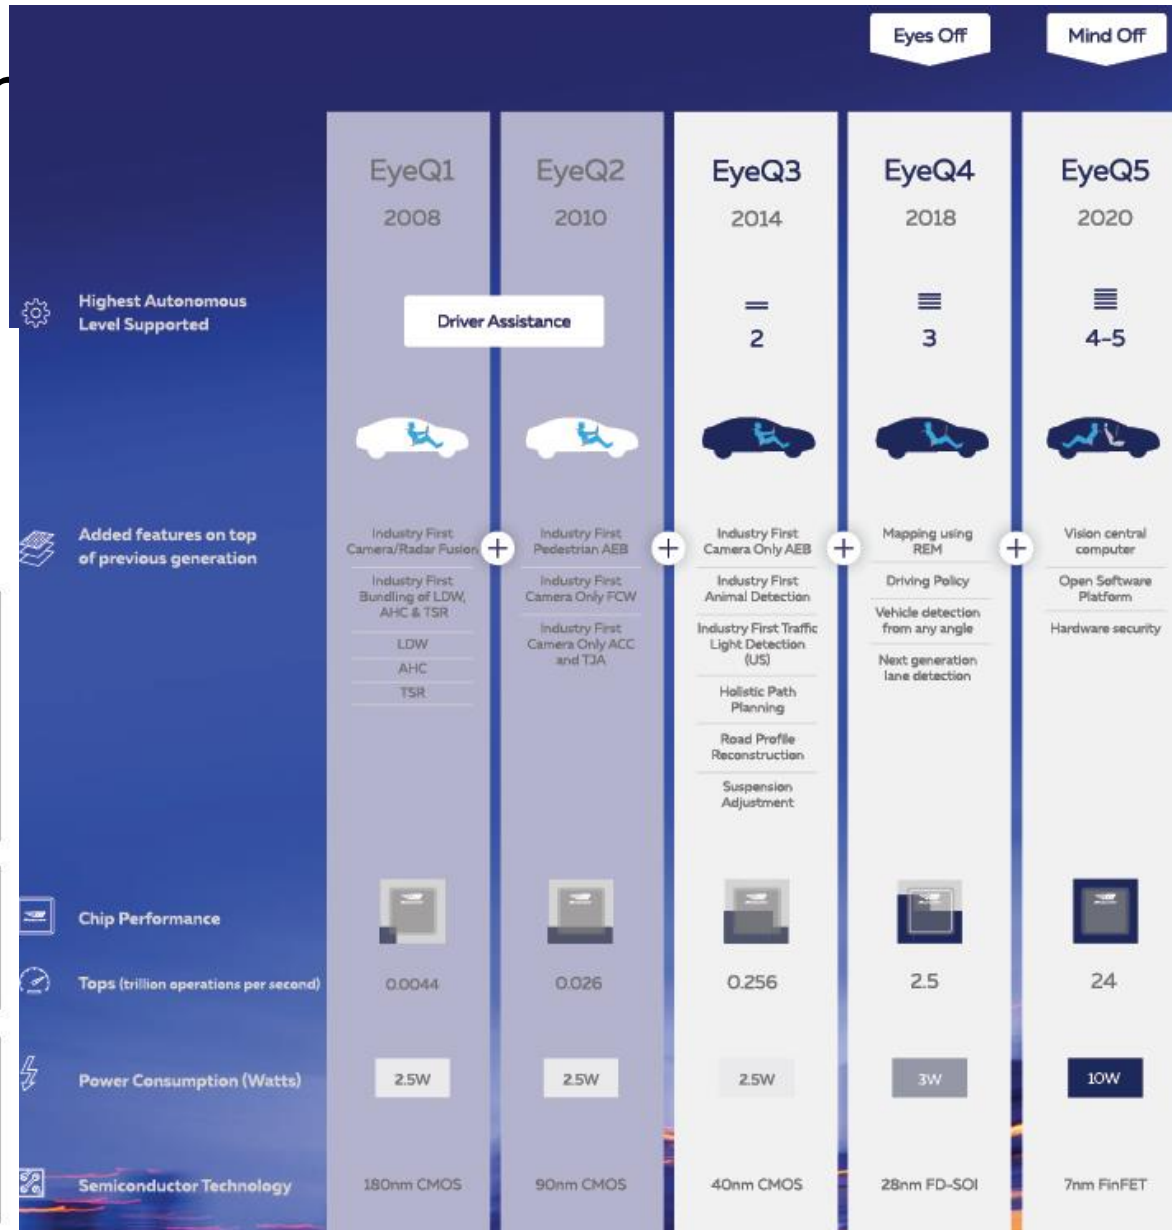 Eyes Off
Mind Off
EyeQ1
EyeQ2
EyeQ3
EyeQ4
EyeQ5
2008
2010
2014
2018
2020
Highest Autonomous
Level Supported
Driver Assistance
2
3
4-5
Added features on top
of previous generation
Industry First
Camera/Radar Fusion
Industry First
Bundling of LDW,
AHC & TSR
LDW
AHC
TSR
+
Industry First
Pedestrian AEB
Industry First
Camera Only FCW
Industry First
Camera Only ACC
and TJA
+
Industry First
Camera Only AEB
Industry First
Animal Detection
Industry First Traffic
Light Detection
(US)
Holistic Path
Planning
Road Profile
Reconstruction
Suspension
Adjustment
+
Mapping using
REM
Driving Policy
Vehicle detection
from any angle
Next generation
lane detection
+
Vision central
computer
Open Software
Platform
Hardware security
Chip Performance
Tops (trillion operations per second)
0.0044
0.026
0.256
2.5
24
Power Consumption (Watts)
2.5W
2.5W
2.5W
3W
10W
Semiconductor Technology
180nm CMOS
90nm CMOS
40nm CMOS
28nm FD-SOI
7nm FinFET